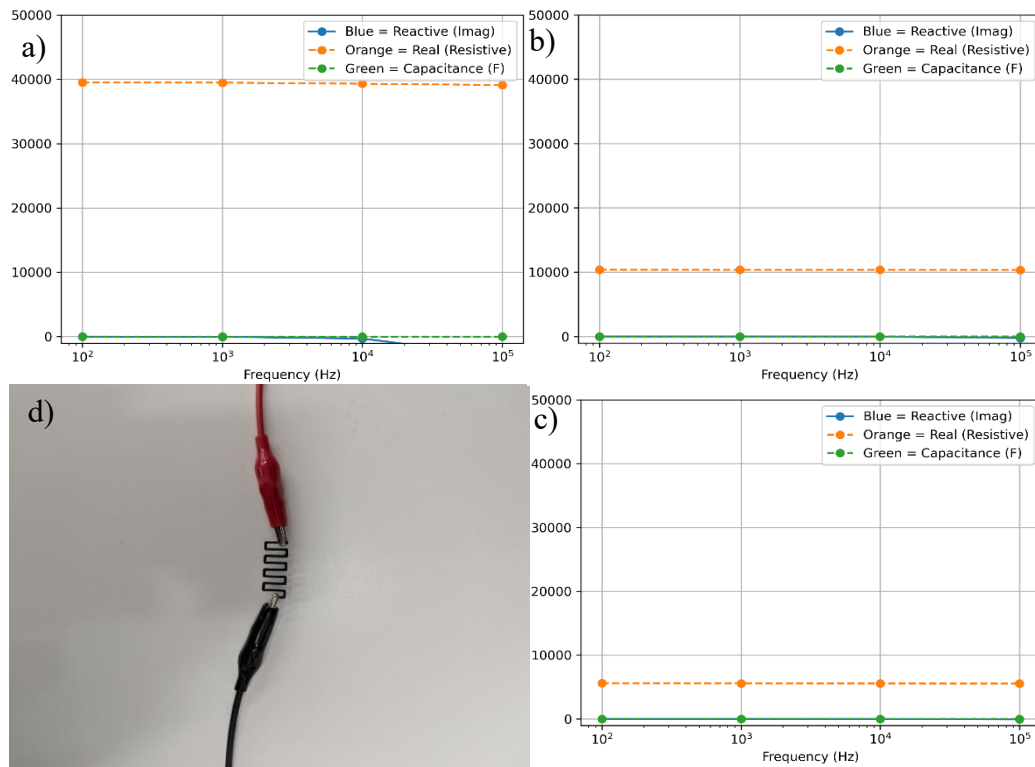 a)
50000
40000
30000
20000
10000
0
Blue = Reactive (Imag)
Orange = Real (Resistive)
Green = Capacitance (F)
10²
10³
10⁴
10⁵
Frequency (Hz)
b)
50000
40000
30000
20000
10000
0
Blue = Reactive (Imag)
Orange = Real (Resistive)
Green = Capacitance (F)
10²
10³
10⁴
10⁵
Frequency (Hz)
d)
c)
50000
40000
30000
20000
10000
0
Blue = Reactive (Imag)
Orange = Real (Resistive)
Green = Capacitance (F)
10²
10³
10⁴
10⁵
Frequency (Hz)